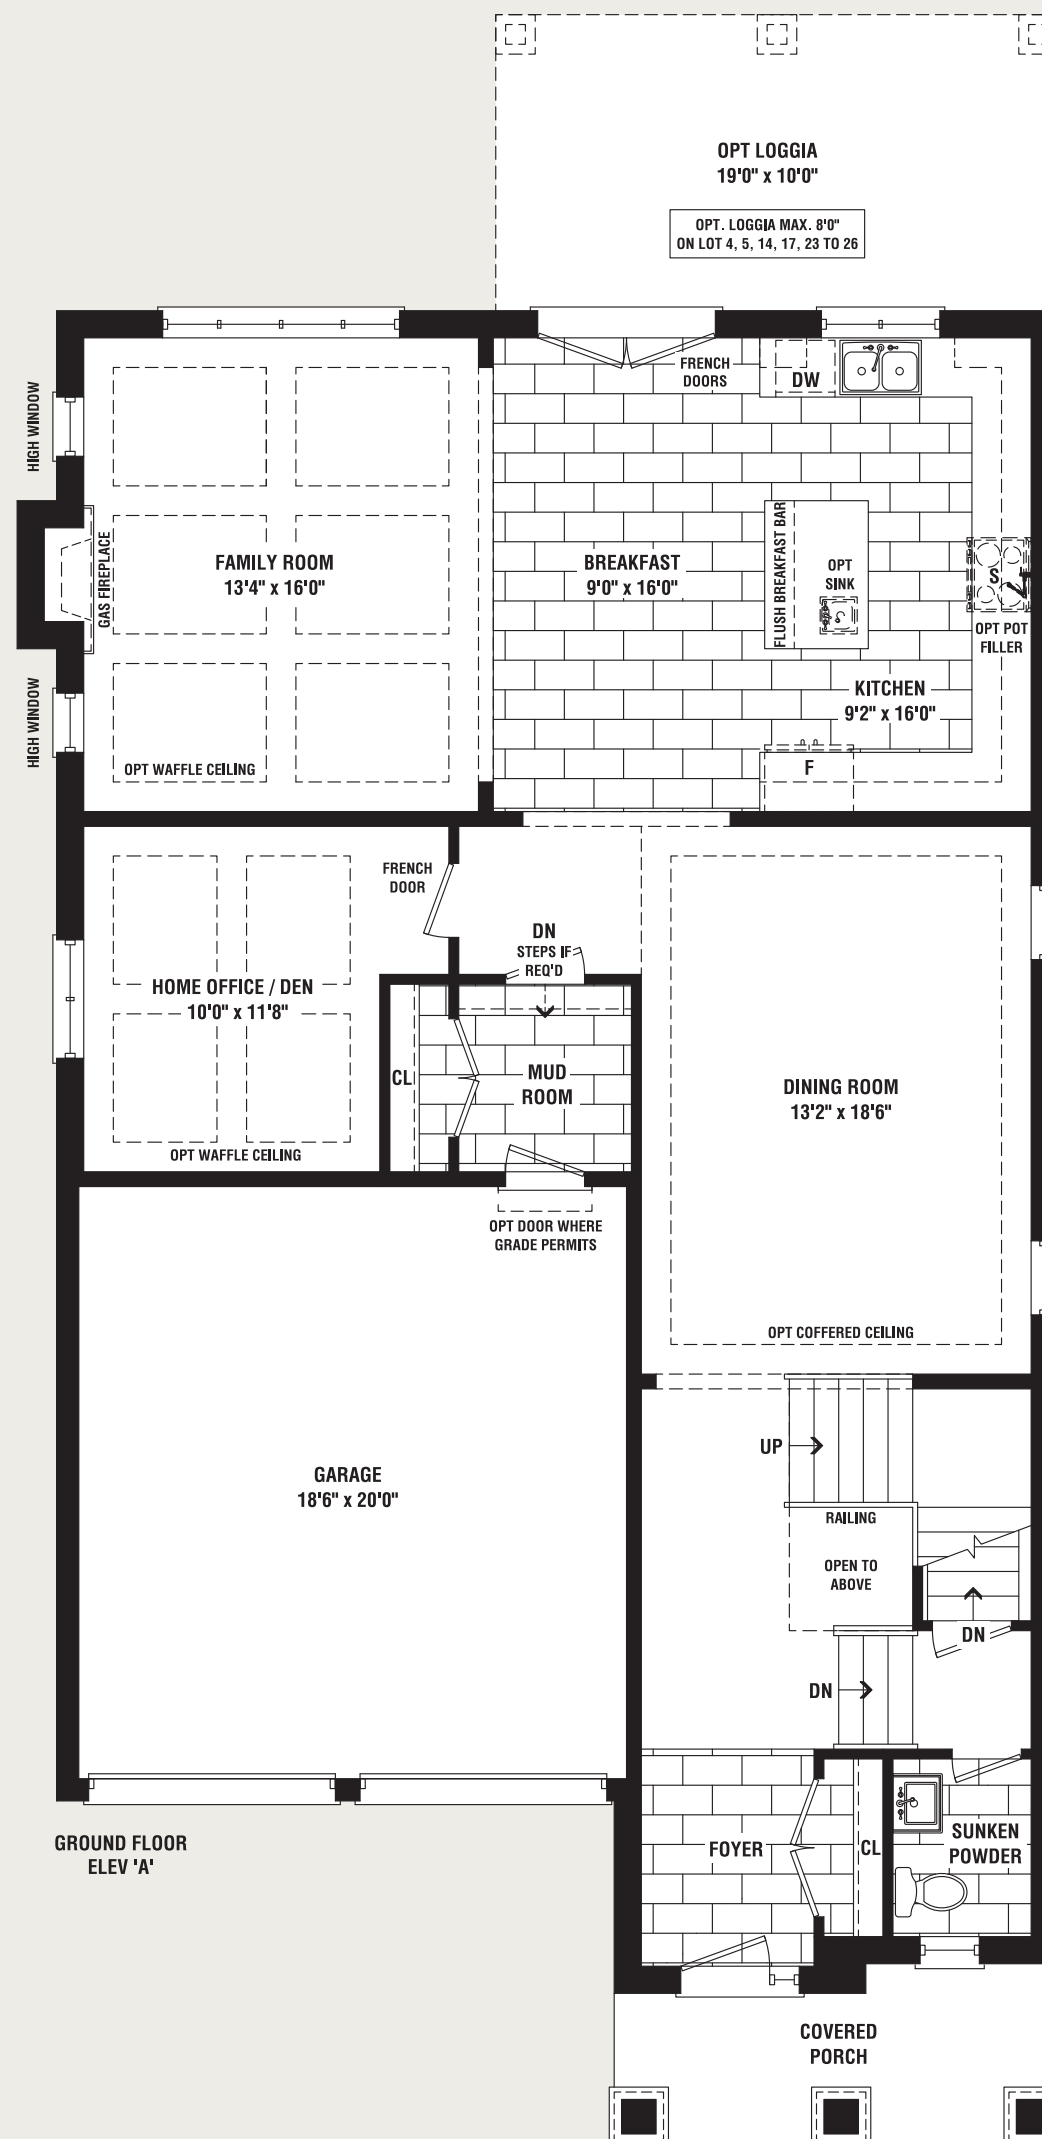 OPT LOGGIA
19'0" x 10'0"
OPT. LOGGIA MAX. 8'0"
ON LOT 4, 5, 14, 17, 23 TO 26
HIGH WINDOW
FRENCH
DOORS
DW
GAS FIREPLACE
FAMILY ROOM
13'4" x 16'0"
BREAKFAST
9'0" x 16'0"
FLUSH BREAKFAST BAR
OPT
SINK
S
OPT POT
FILLER
HIGH WINDOW
KITCHEN
9'2" x 16'0"
OPT WAFFLE CEILING
F
FRENCH
DOOR
DN
STEPS IF
REQ'D
HOME OFFICE / DEN
10'0" x 11'8"
CL
MUD
ROOM
DINING ROOM
13'2" x 18'6"
OPT WAFFLE CEILING
OPT DOOR WHERE
GRADE PERMITS
OPT COFFERED CEILING
UP
GARAGE
18'6" x 20'0"
RAILING
OPEN TO
ABOVE
DN
DN
GROUND FLOOR
ELEV 'A'
FOYER
CL
SUNKEN
POWDER
COVERED
PORCH